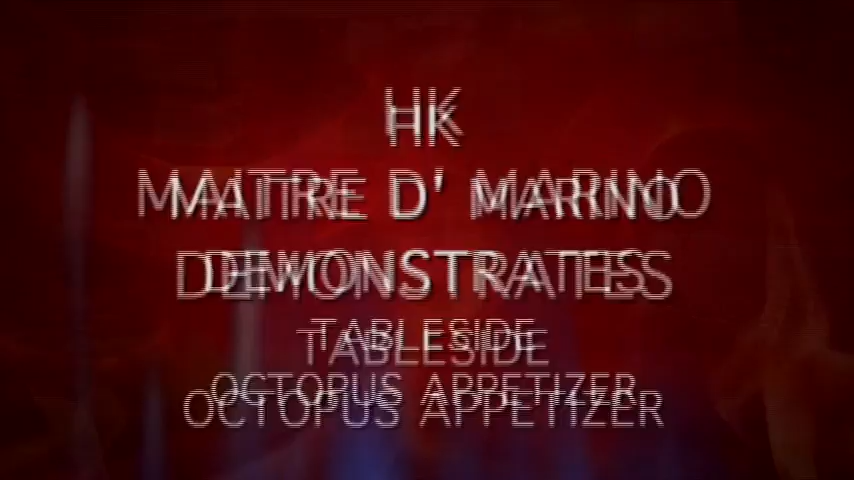 HK
MAITRE D' MARINO
DEMONSTRATES
TABLESIDE
OCTOPUS APPETIZER